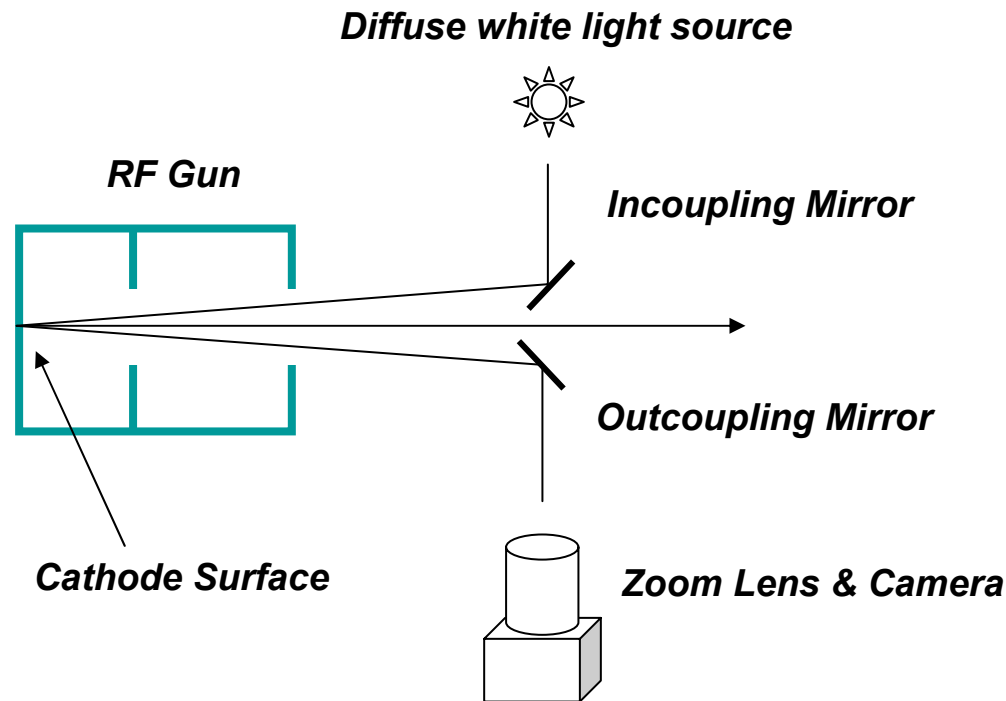 Diffuse white light source
RF Gun
Incoupling Mirror
Outcoupling Mirror
Cathode Surface
Zoom Lens & Camera